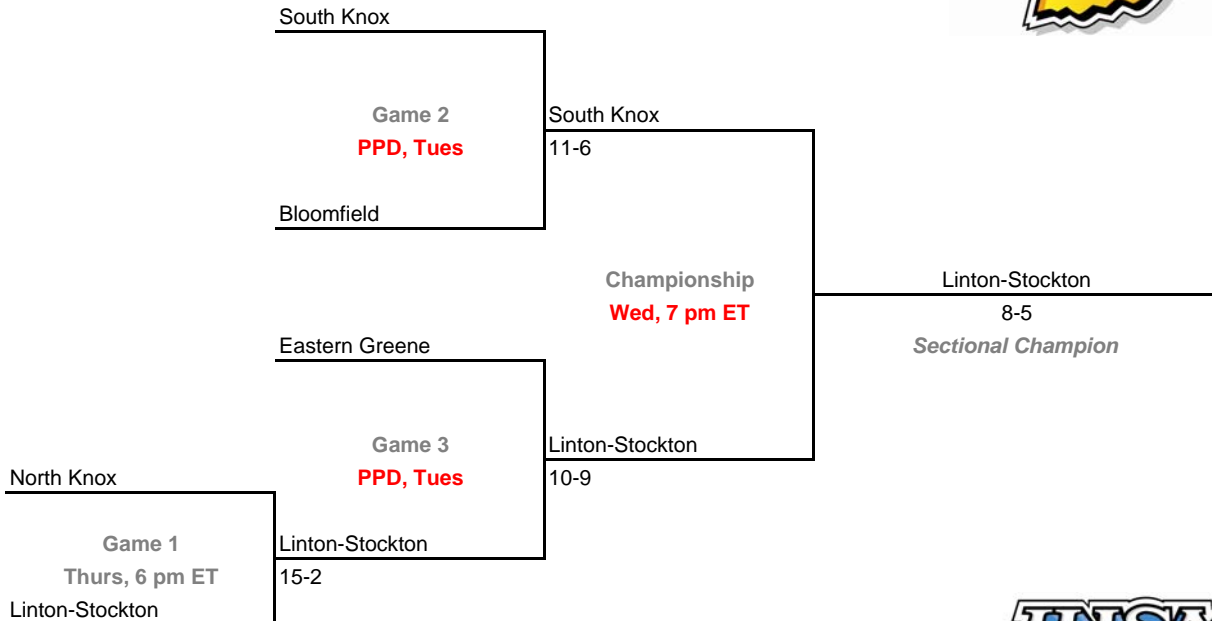 South Knox
Game 2
South Knox
PPD, Tues
11-6
Bloomfield
Championship
Linton-Stockton
Wed, 7 pm ET
8-5
Eastern Greene
Sectional Champion
Game 3
Linton-Stockton
North Knox
PPD, Tues
10-9
Game 1
Linton-Stockton
Thurs, 6 pm ET
15-2
Linton-Stockton